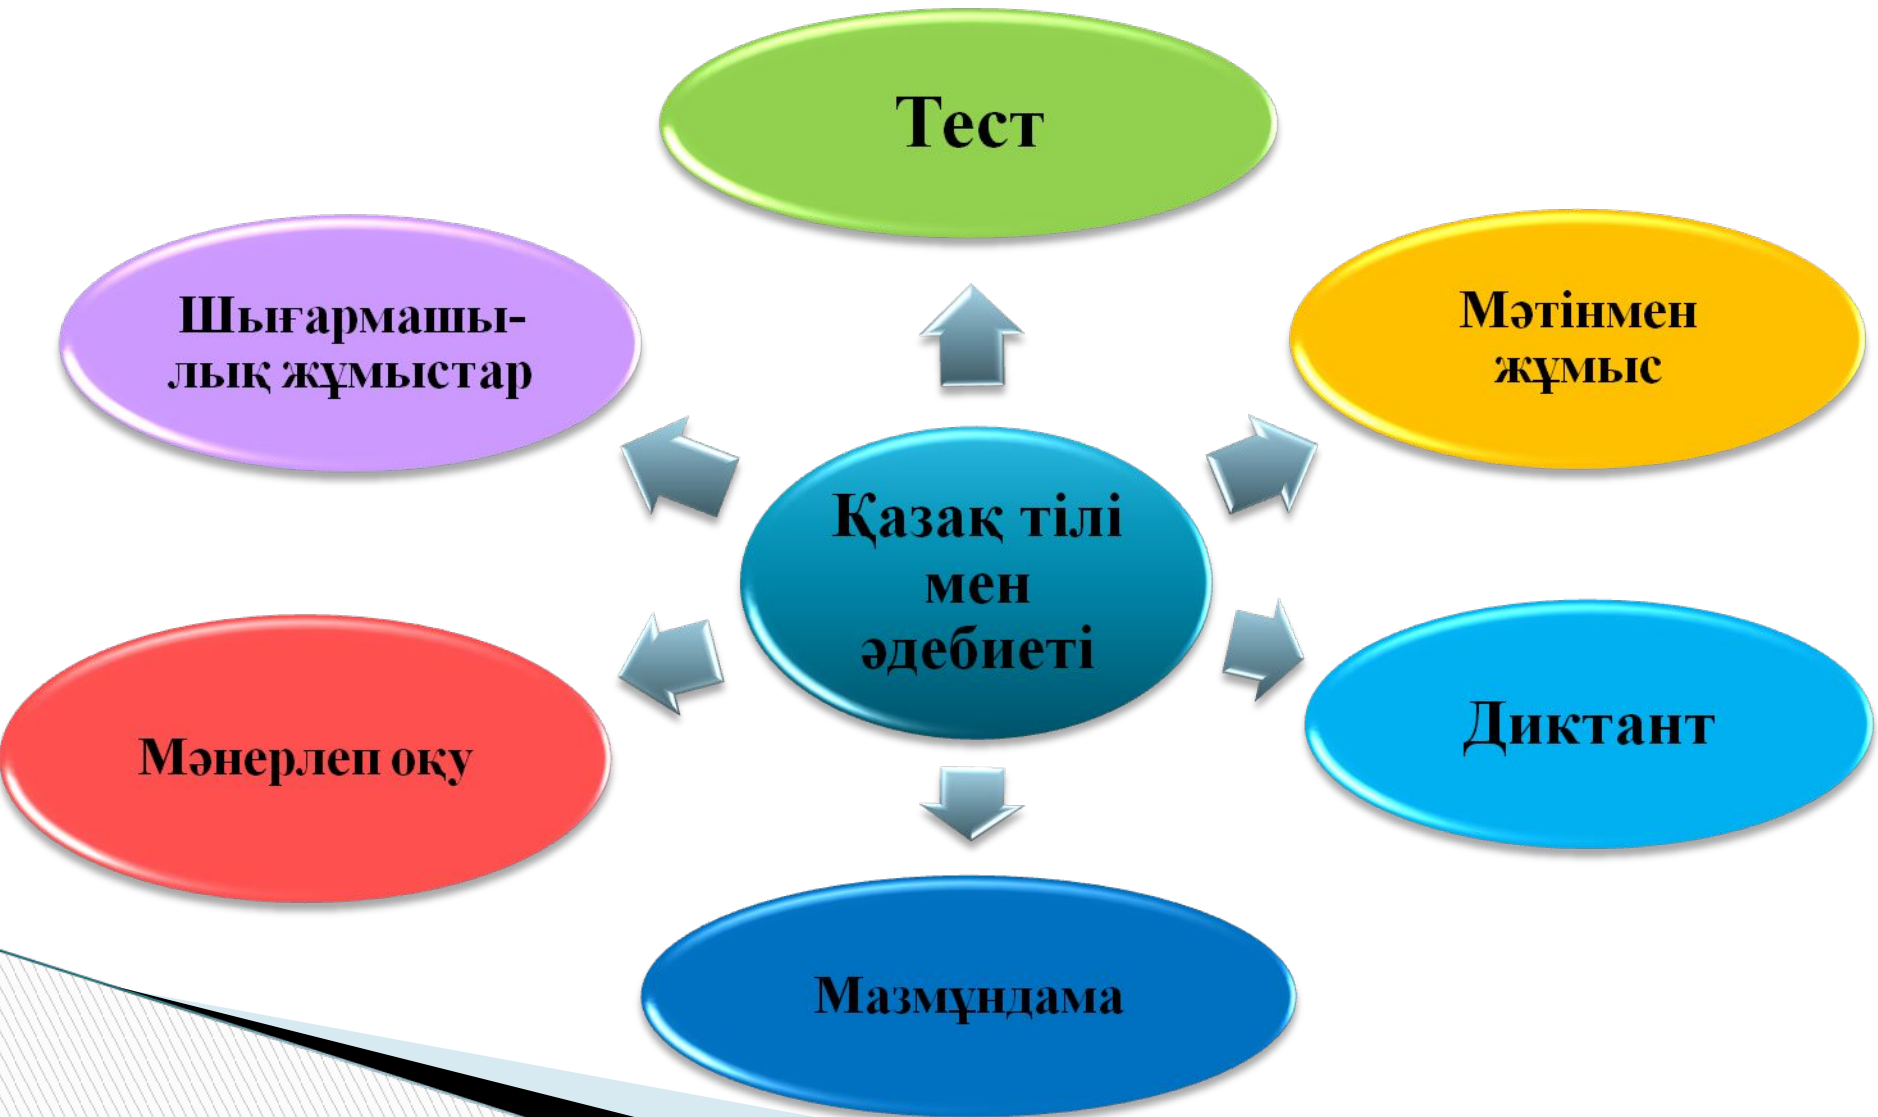 Тест
Шығармашы-
лық жұмыстар
Мәтінмен
жұмыс
Қазақ тілі
мен
әдебиеті
Мәнерлеп оқу
Диктант
Мазмұндама